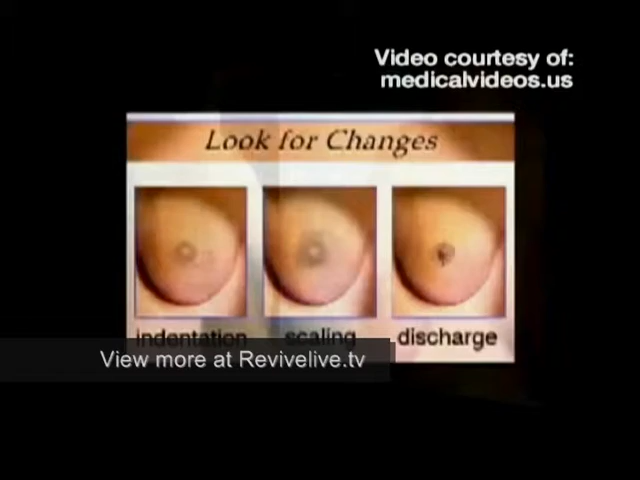 Video courtesy of:
medicalvideos.us
Look for Changes
indentation
scaling
discharge
View more at Revivelive.tv